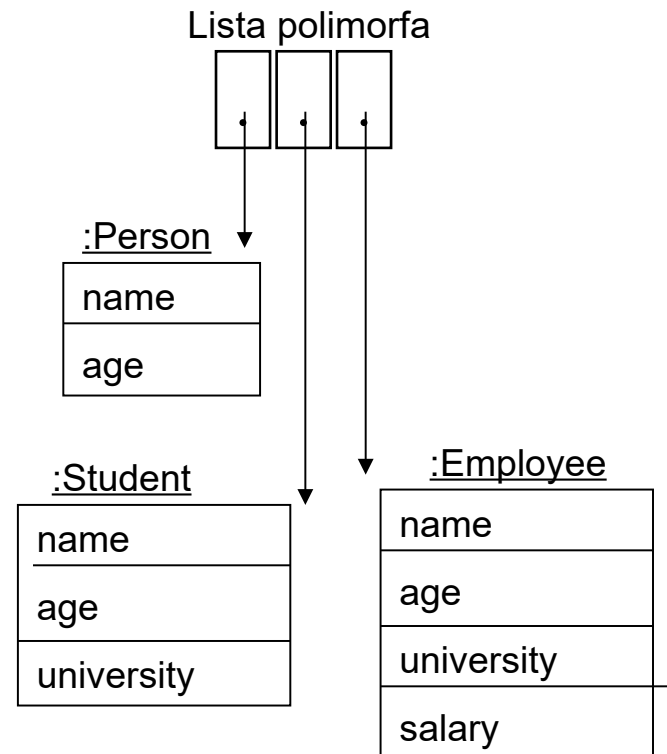 Lista polimorfa
:Person
name
age
:Student
name
age
university
:Employee
name
age
university
salary